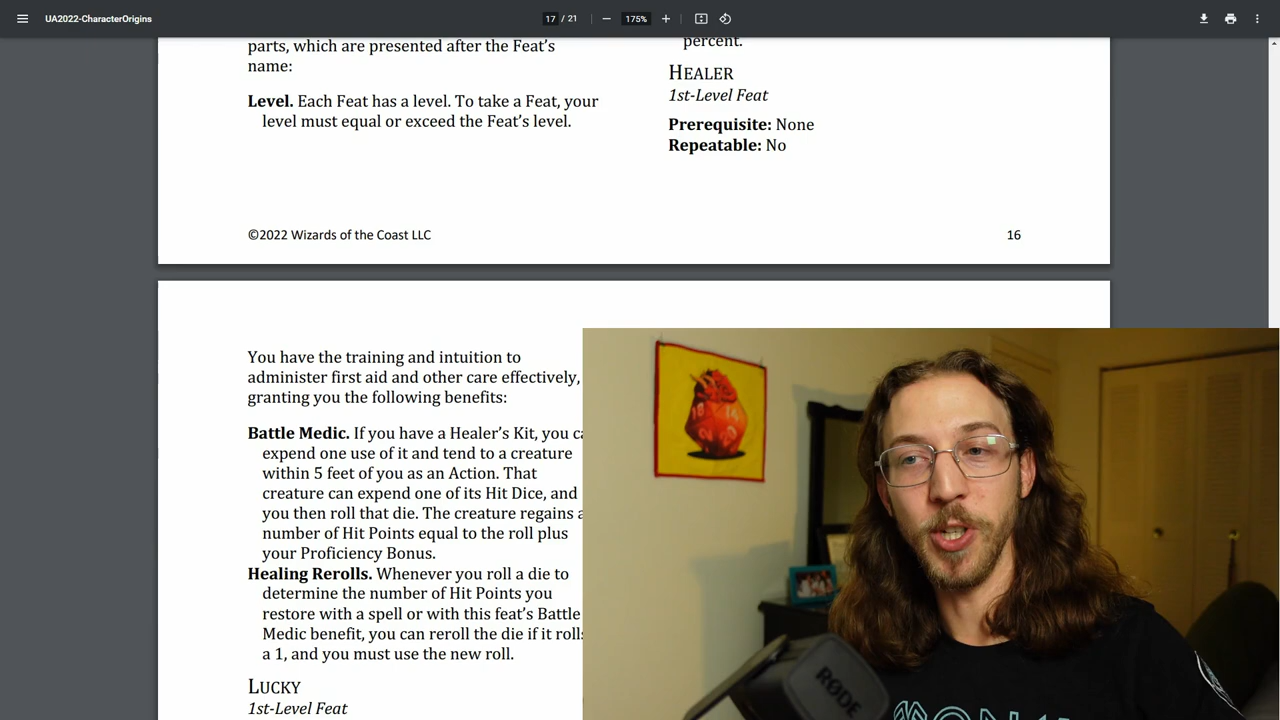 UA2022-CharacterOrigins
17 / 21
175%
parts, which are presented after the Feat's
name:
Level. Each Feat has a level. To take a Feat, your
level must equal or exceed the Feat's level.
percent.
HEALER
1st-Level Feat
Prerequisite: None
Repeatable: No
©2022 Wizards of the Coast LLC
16
You have the training and intuition to
administer first aid and other care effectively,
granting you the following benefits:
Battle Medic. If you have a Healer's Kit, you ca
expend one use of it and tend to a creature
within 5 feet of you as an Action. That
creature can expend one of its Hit Dice, and
you then roll that die. The creature regains a
number of Hit Points equal to the roll plus
your Proficiency Bonus.
Healing Rerolls. Whenever you roll a die to
determine the number of Hit Points you
restore with a spell or with this feat's Battle
Medic benefit, you can reroll the die if it rolls
a 1, and you must use the new roll.
LUCKY
1st-Level Feat
18
14
20
RØDE